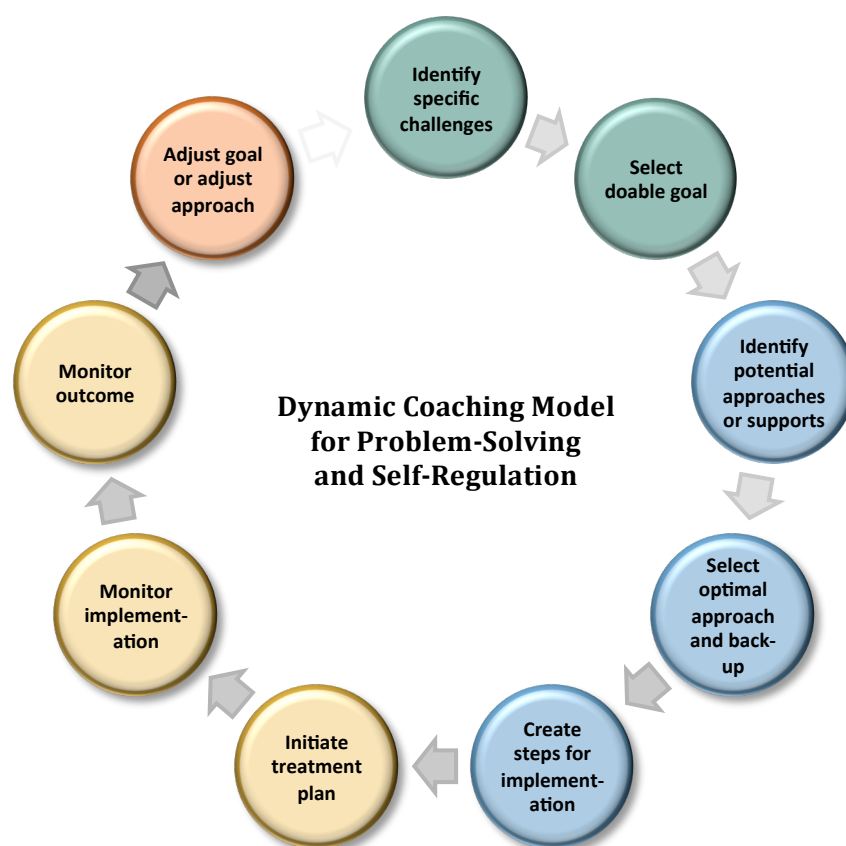 Identify
specific
challenges
Select
doable goal
Identify
potential
approaches
or supports
Select
optimal
approach
and back-
up
Create
steps for
implement-
ation
Initiate
treatment
plan
Monitor
implement-
ation
Monitor
outcome
Adjust goal
or adjust
approach
Dynamic Coaching Model
for Problem-Solving
and Self-Regulation